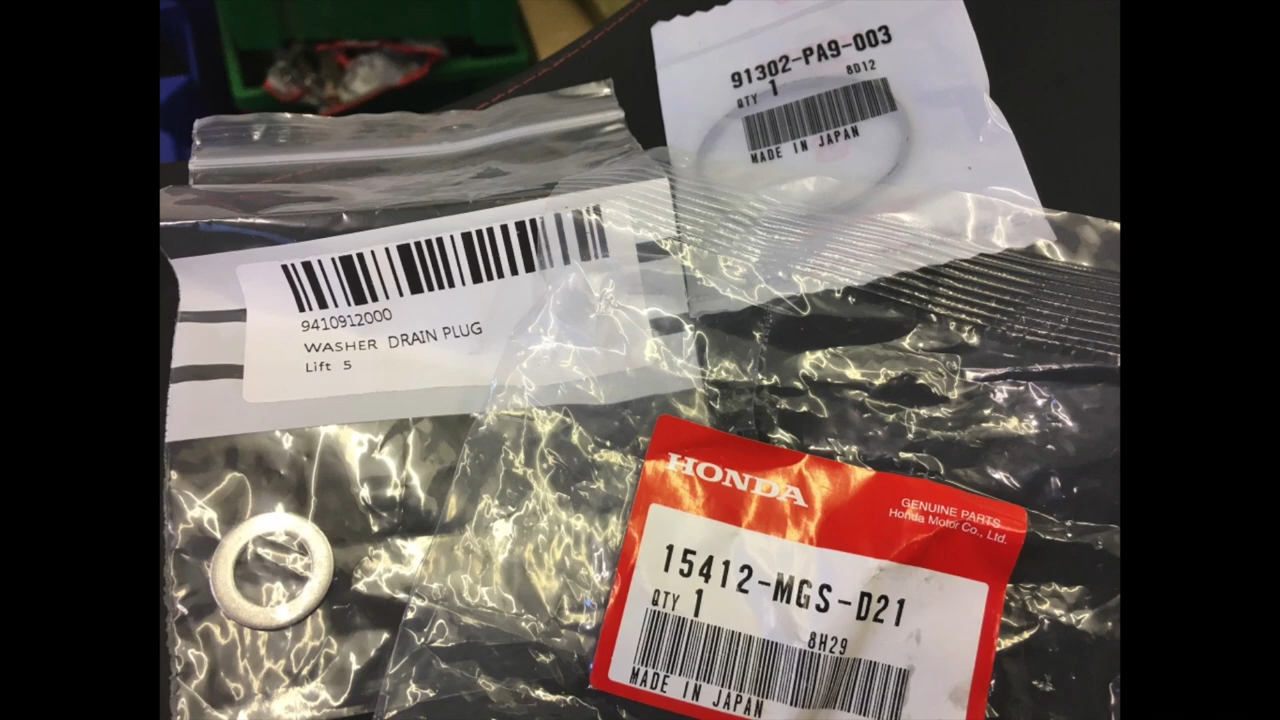 91302-PA9-003
8D12
QTY 1
MADE IN JAPAN
9410912000
WASHER DRAIN PLUG
Lift 5
HONDA
GENUINE PARTS
Honda Motor Co., Ltd.
15412-MGS-D21
QTY 1
8H29
MADE IN JAPAN